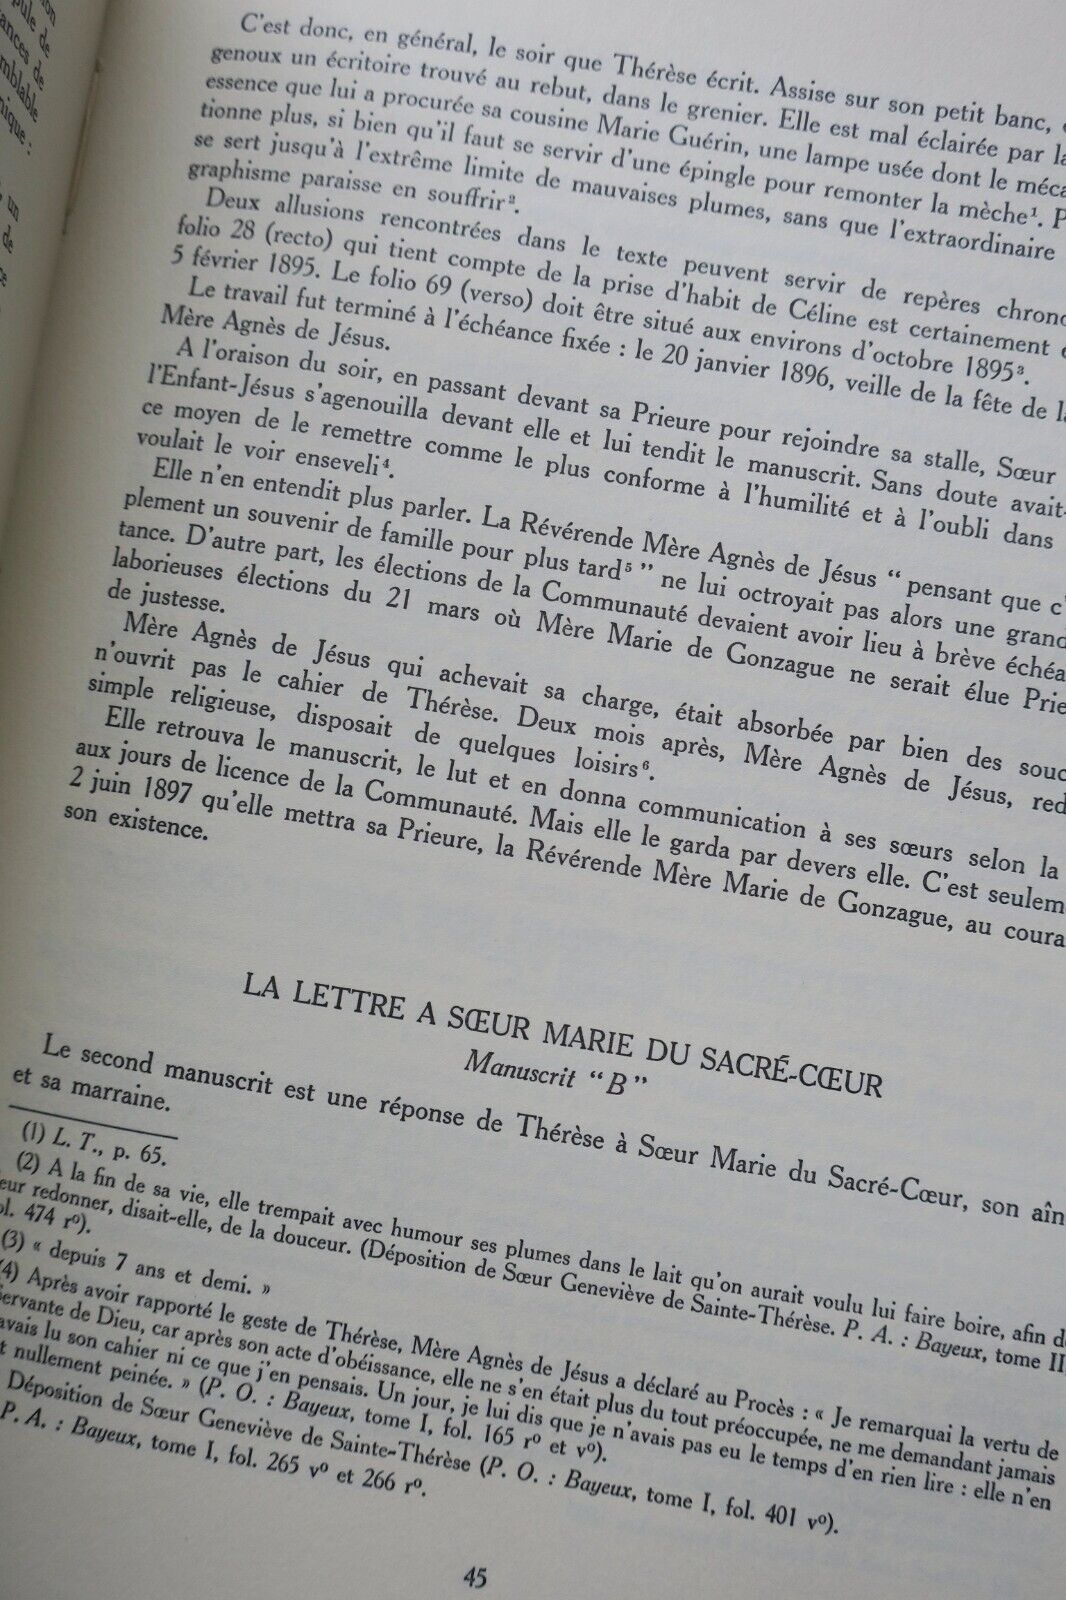 pule de
ances de
mblable
nique :
un
de
C'est donc, en général, le soir que Thérèse écrit. Assise sur son petit banc,
genoux un écritoire trouvé au rebut, dans le grenier. Elle est mal éclairée par la
essence que lui a procurée sa cousine Marie Guérin, une lampe usée dont le méca
tionne plus, si bien qu'il faut se servir d'une épingle pour remonter la mèche¹. P
se sert jusqu'à l'extrême limite de mauvaises plumes, sans que l'extraordinaire
graphisme paraisse en souffrir².
Deux allusions rencontrées dans le texte peuvent servir de repères chrono
folio 28 (recto) qui tient compte de la prise d'habit de Céline est certainement
5 février 1895. Le folio 69 (verso) doit être situé aux environs d'octobre 1895³.
Le travail fut terminé à l'échéance fixée : le 20 janvier 1896, veille de la fête de la
Mère Agnès de Jésus.
A l'oraison du soir, en passant devant sa Prieure pour rejoindre sa stalle, Sœur
l'Enfant-Jésus s'agenouilla devant elle et lui tendit le manuscrit. Sans doute avait-
ce moyen de le remettre comme le plus conforme à l'humilité et à l'oubli dans
voulait le voir enseveli⁴.
Elle n'en entendit plus parler. La Révérende Mère Agnès de Jésus " pensant que c'
plement un souvenir de famille pour plus tard⁵ " ne lui octroyait pas alors une grand
tance. D'autre part, les élections de la Communauté devaient avoir lieu à brève échéa
laborieuses élections du 21 mars où Mère Marie de Gonzague ne serait élue Prie
de justesse.
Mère Agnès de Jésus qui achevait sa charge, était absorbée par bien des souc
n'ouvrit pas le cahier de Thérèse. Deux mois après, Mère Agnès de Jésus, red
simple religieuse, disposait de quelques loisirs⁶.
Elle retrouva le manuscrit, le lut et en donna communication à ses sœurs selon la
aux jours de licence de la Communauté. Mais elle le garda par devers elle. C'est seulem
2 juin 1897 qu'elle mettra sa Prieure, la Révérende Mère Marie de Gonzague, au coura
son existence.
LA LETTRE A SŒUR MARIE DU SACRÉ-CŒUR
Manuscrit " B "
Le second manuscrit est une réponse de Thérèse à Sœur Marie du Sacré-Cœur, son aîn
et sa marraine.
(1) L. T., p. 65.
(2) A la fin de sa vie, elle trempait avec humour ses plumes dans le lait qu'on aurait voulu lui faire boire, afin de
eur redonner, disait-elle, de la douceur. (Déposition de Sœur Geneviève de Sainte-Thérèse. P. A. : Bayeux, tome II
ol. 474 rº).
(3) « depuis 7 ans et demi. »
(4) Après avoir rapporté le geste de Thérèse, Mère Agnès de Jésus a déclaré au Procès : « Je remarquai la vertu de
Servante de Dieu, car après son acte d'obéissance, elle ne s'en était plus du tout préoccupée, ne me demandant jamais
avais lu son cahier ni ce que j'en pensais. Un jour, je lui dis que je n'avais pas eu le temps d'en rien lire : elle n'en
t nullement peinée. » (P. O. : Bayeux, tome I, fol. 165 rº et vº).
Déposition de Sœur Geneviève de Sainte-Thérèse (P. O. : Bayeux, tome I, fol. 401 vº).
P. A. : Bayeux, tome I, fol. 265 vº et 266 rº.
45